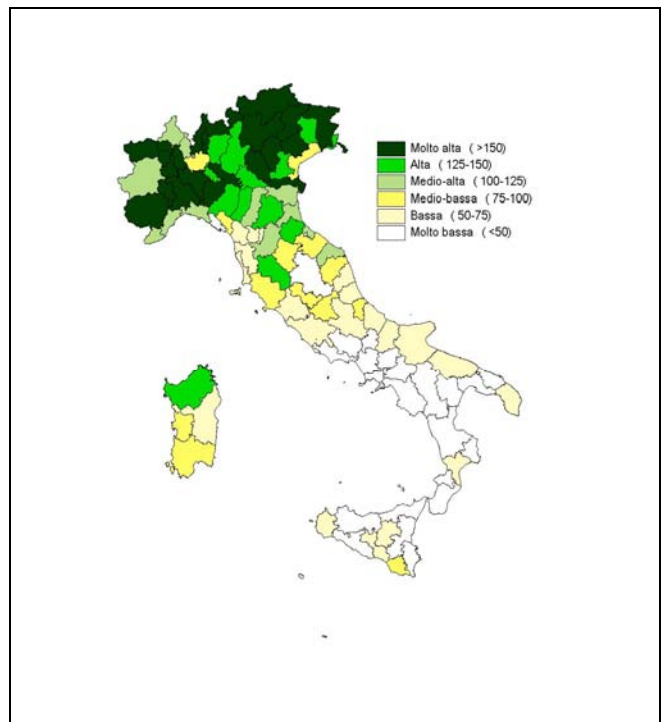 Molto alta ( >150)
Alta ( 125-150)
Medio-alta ( 100-125)
Medio-bassa ( 75-100)
Bassa ( 50-75)
Molto bassa ( <50)